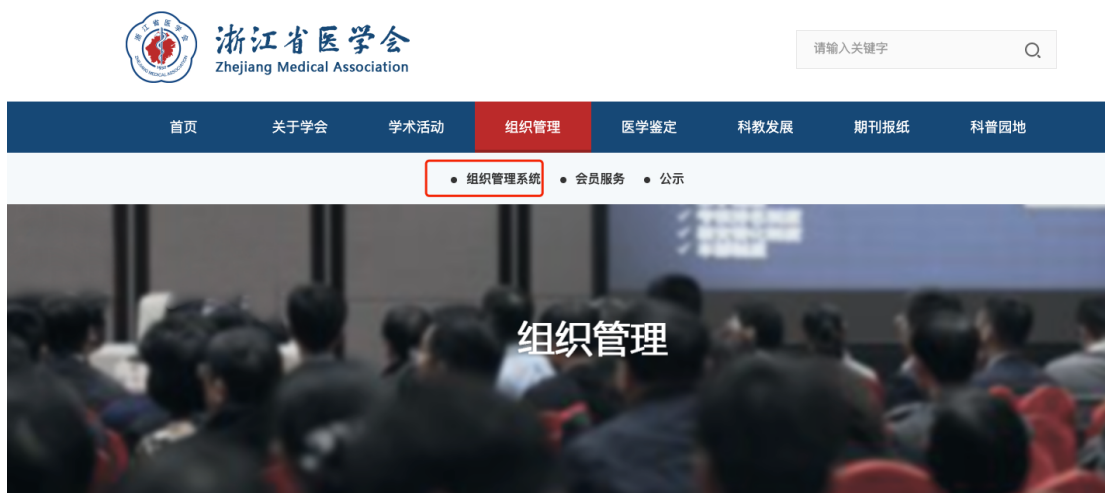 浙江省医学会
Zhejiang Medical Association
请输入关键字
首页 关于学会 学术活动 组织管理 医学鉴定 科教发展 期刊报纸 科普园地
● 组织管理系统 ● 会员服务 ● 公示
组织管理